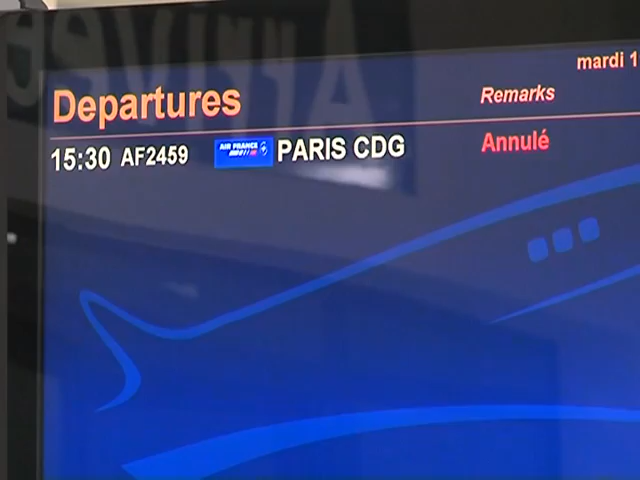 mardi 1
Departures Remarks
15:30 AF2459 AIR FRANCE PARIS CDG Annulé